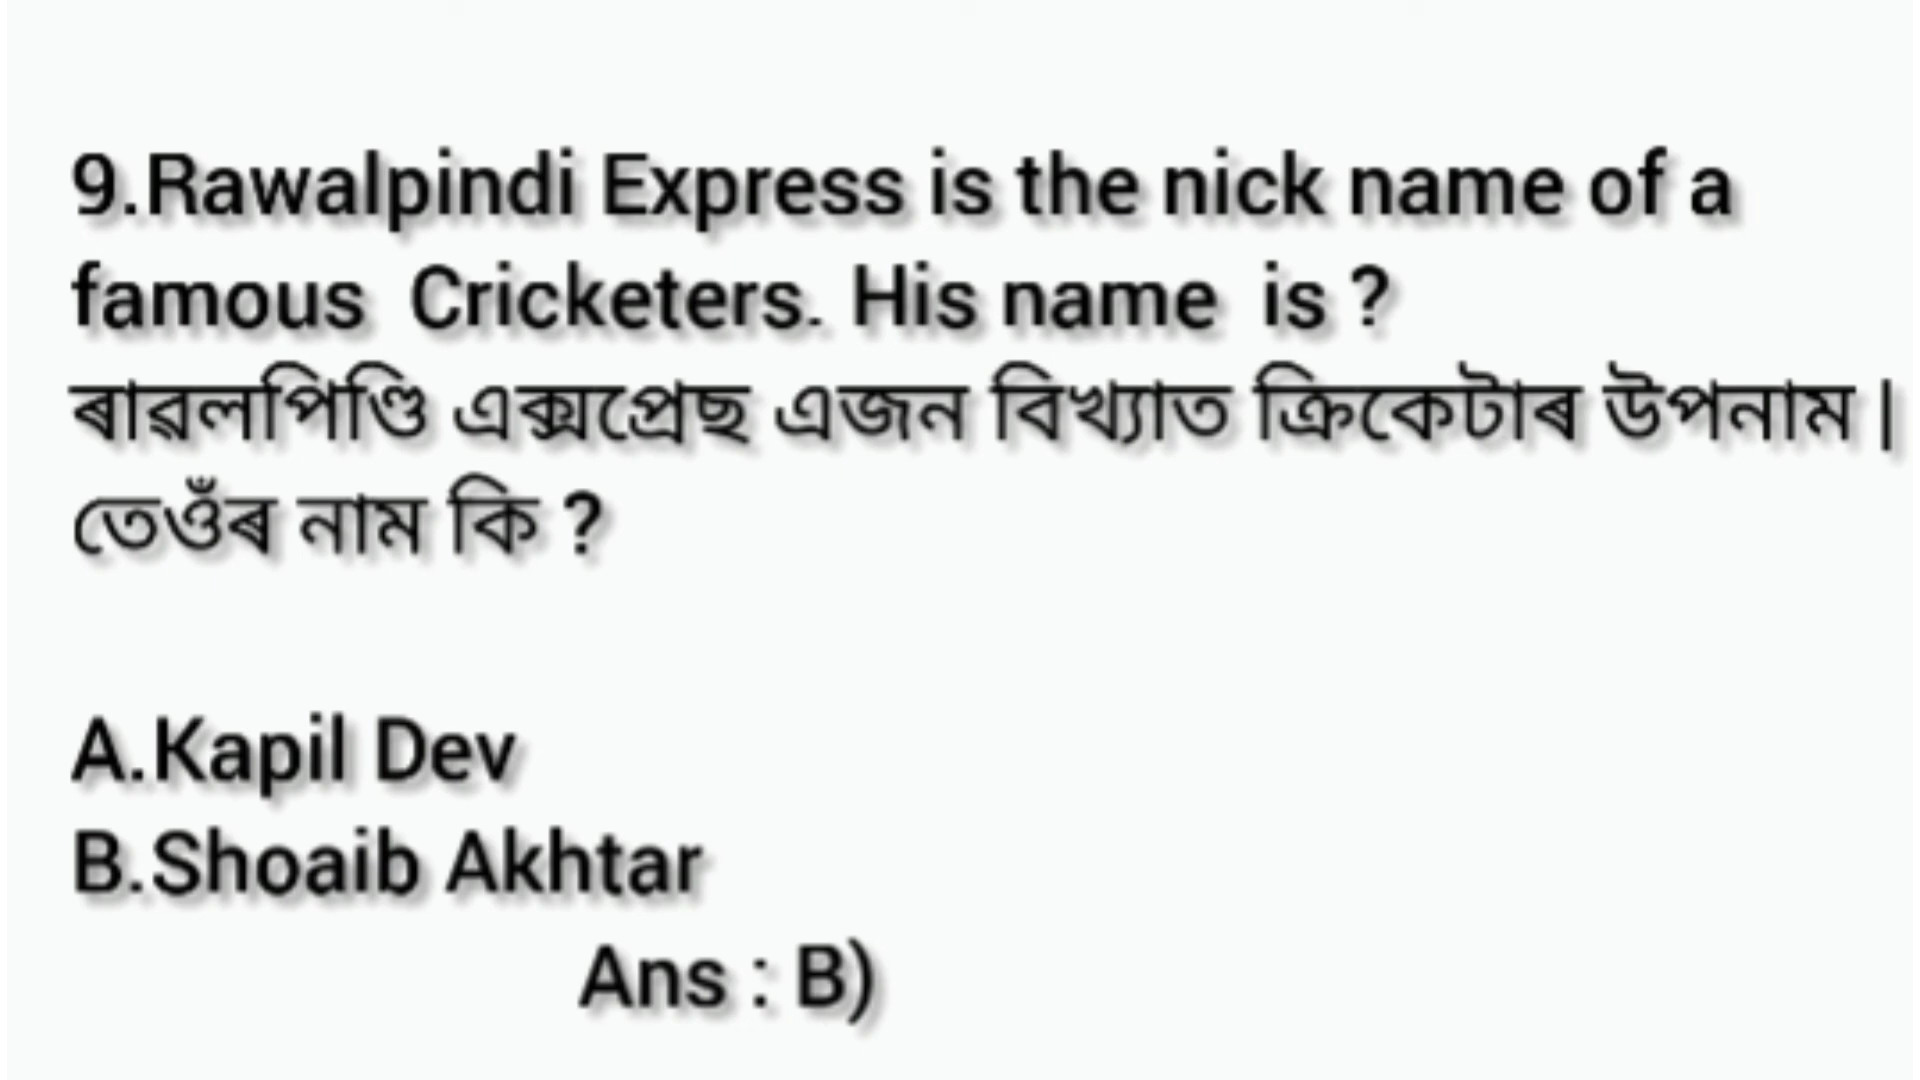 9.Rawalpindi Express is the nick name of a
famous Cricketers. His name is ?
ৰাৱলপিণ্ডি এক্সপ্ৰেছ এজন বিখ্যাত ক্ৰিকেটাৰ উপনাম।
তেওঁৰ নাম কি ?
A.Kapil Dev
B.Shoaib Akhtar
Ans : B)